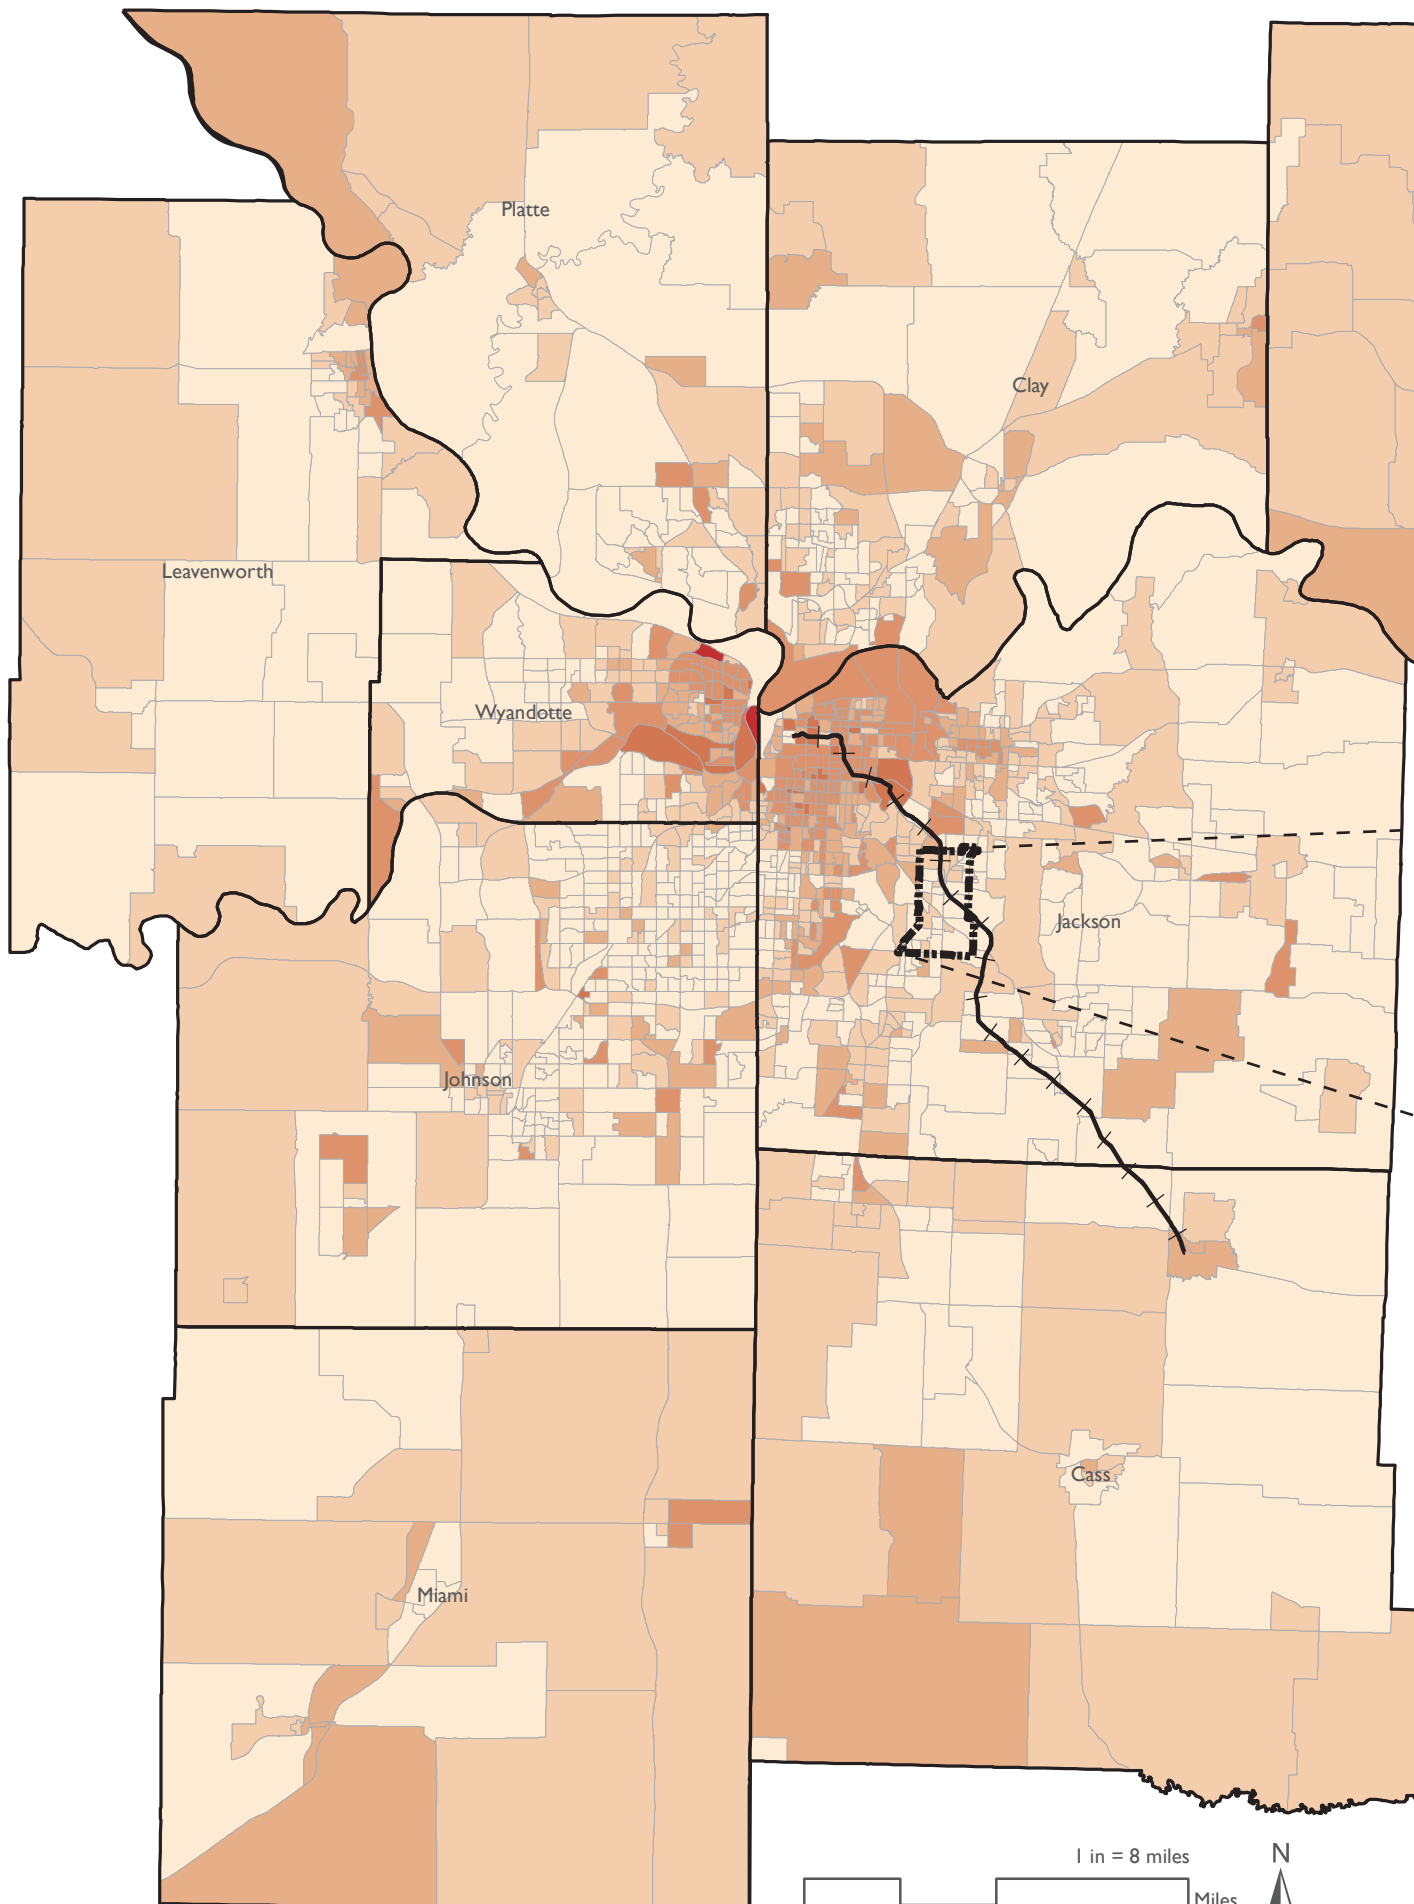 Platte
Clay
Leavenworth
Wyandotte
Jackson
Johnson
Cass
Miami
1 in = 8 miles
N
Miles